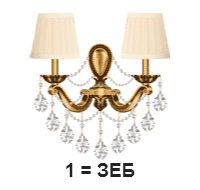 1 = ЗЕБ